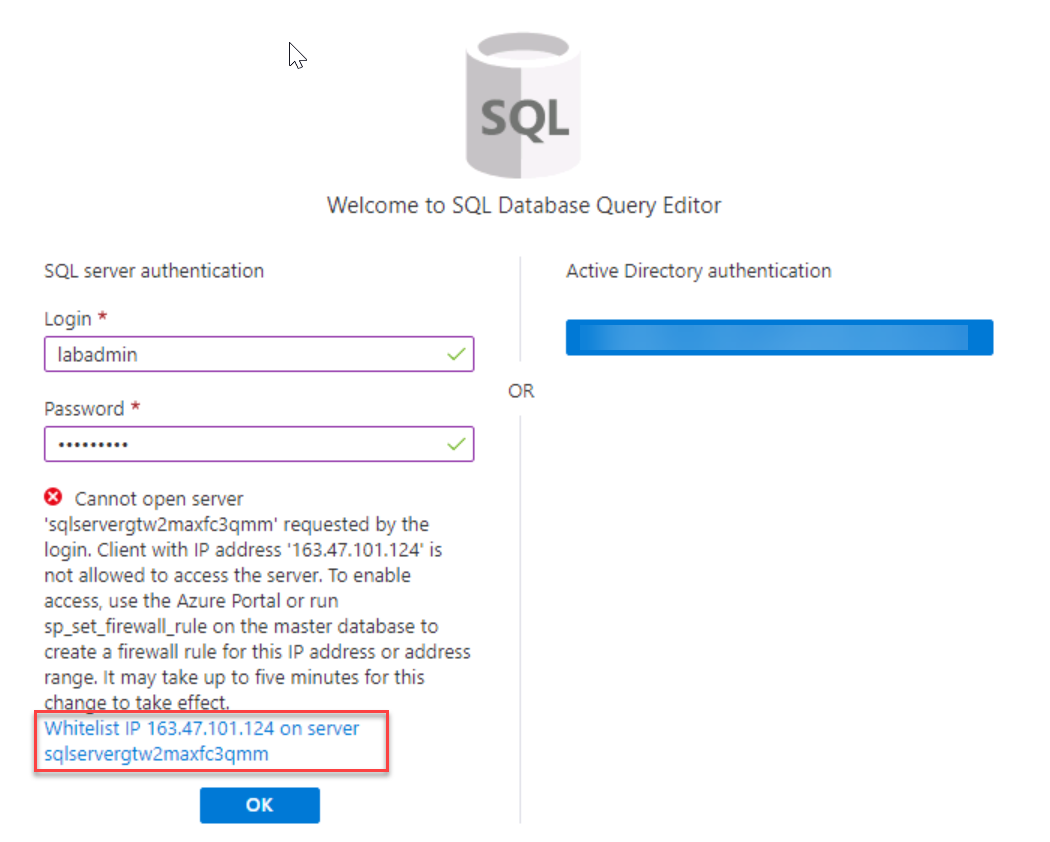 SQL
Welcome to SQL Database Query Editor
SQL server authentication
Login *
labadmin
Password *
•••••••••
Cannot open server
'sqlservergtw2maxfc3qmm' requested by the
login. Client with IP address '163.47.101.124' is
not allowed to access the server. To enable
access, use the Azure Portal or run
sp_set_firewall_rule on the master database to
create a firewall rule for this IP address or address
range. It may take up to five minutes for this
change to take effect.
Whitelist IP 163.47.101.124 on server
sqlservergtw2maxfc3qmm
OK
OR
Active Directory authentication